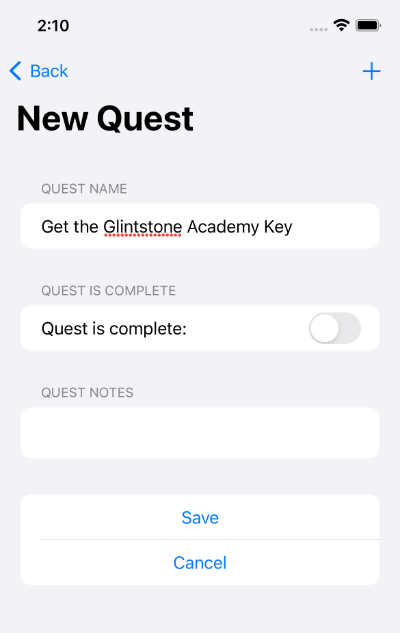 2:10
Back
New Quest
QUEST NAME
Get the Glintstone Academy Key
QUEST IS COMPLETE
Quest is complete:
QUEST NOTES
Save
Cancel